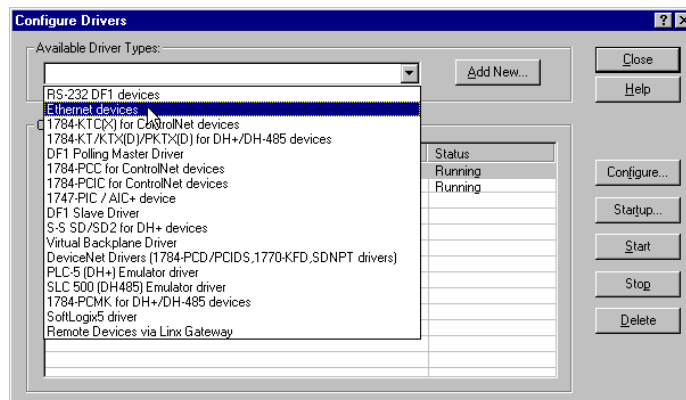 Configure Drivers
Available Driver Types:
Add New...
Close
Help
RS-232 DF1 devices
Ethernet devices
1784-KTC(X) for ControlNet devices
1784-KT/KTX(D)/PKTX(D) for DH+/DH-485 devices
DF1 Polling Master Driver
1784-PCC for ControlNet devices
1784-PCIC for ControlNet devices
1747-PIC / AIC+ device
DF1 Slave Driver
S-S SD/SD2 for DH+ devices
Virtual Backplane Driver
DeviceNet Drivers (1784-PCD/PCIDS,1770-KFD,SDNPT drivers)
PLC-5 (DH+) Emulator driver
SLC 500 (DH485) Emulator driver
1784-PCMK for DH+/DH-485 devices
SoftLogix5 driver
Remote Devices via Linx Gateway
Status
Running
Running
Configure...
Startup...
Start
Stop
Delete